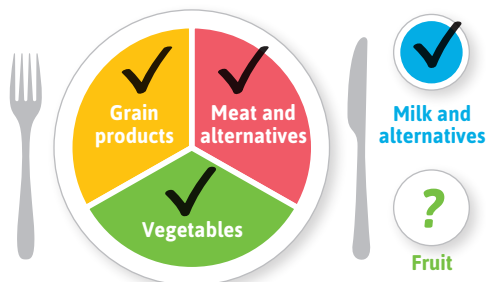 Grain
products
Meat and
alternatives
Vegetables
Milk and
alternatives
?
Fruit